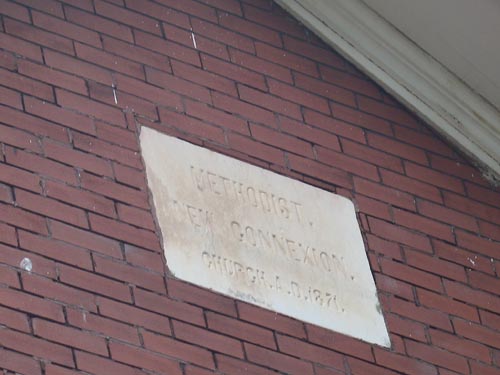 METHODIST.
NEW CONNEXION.
CHURCH. A.D. 1871.